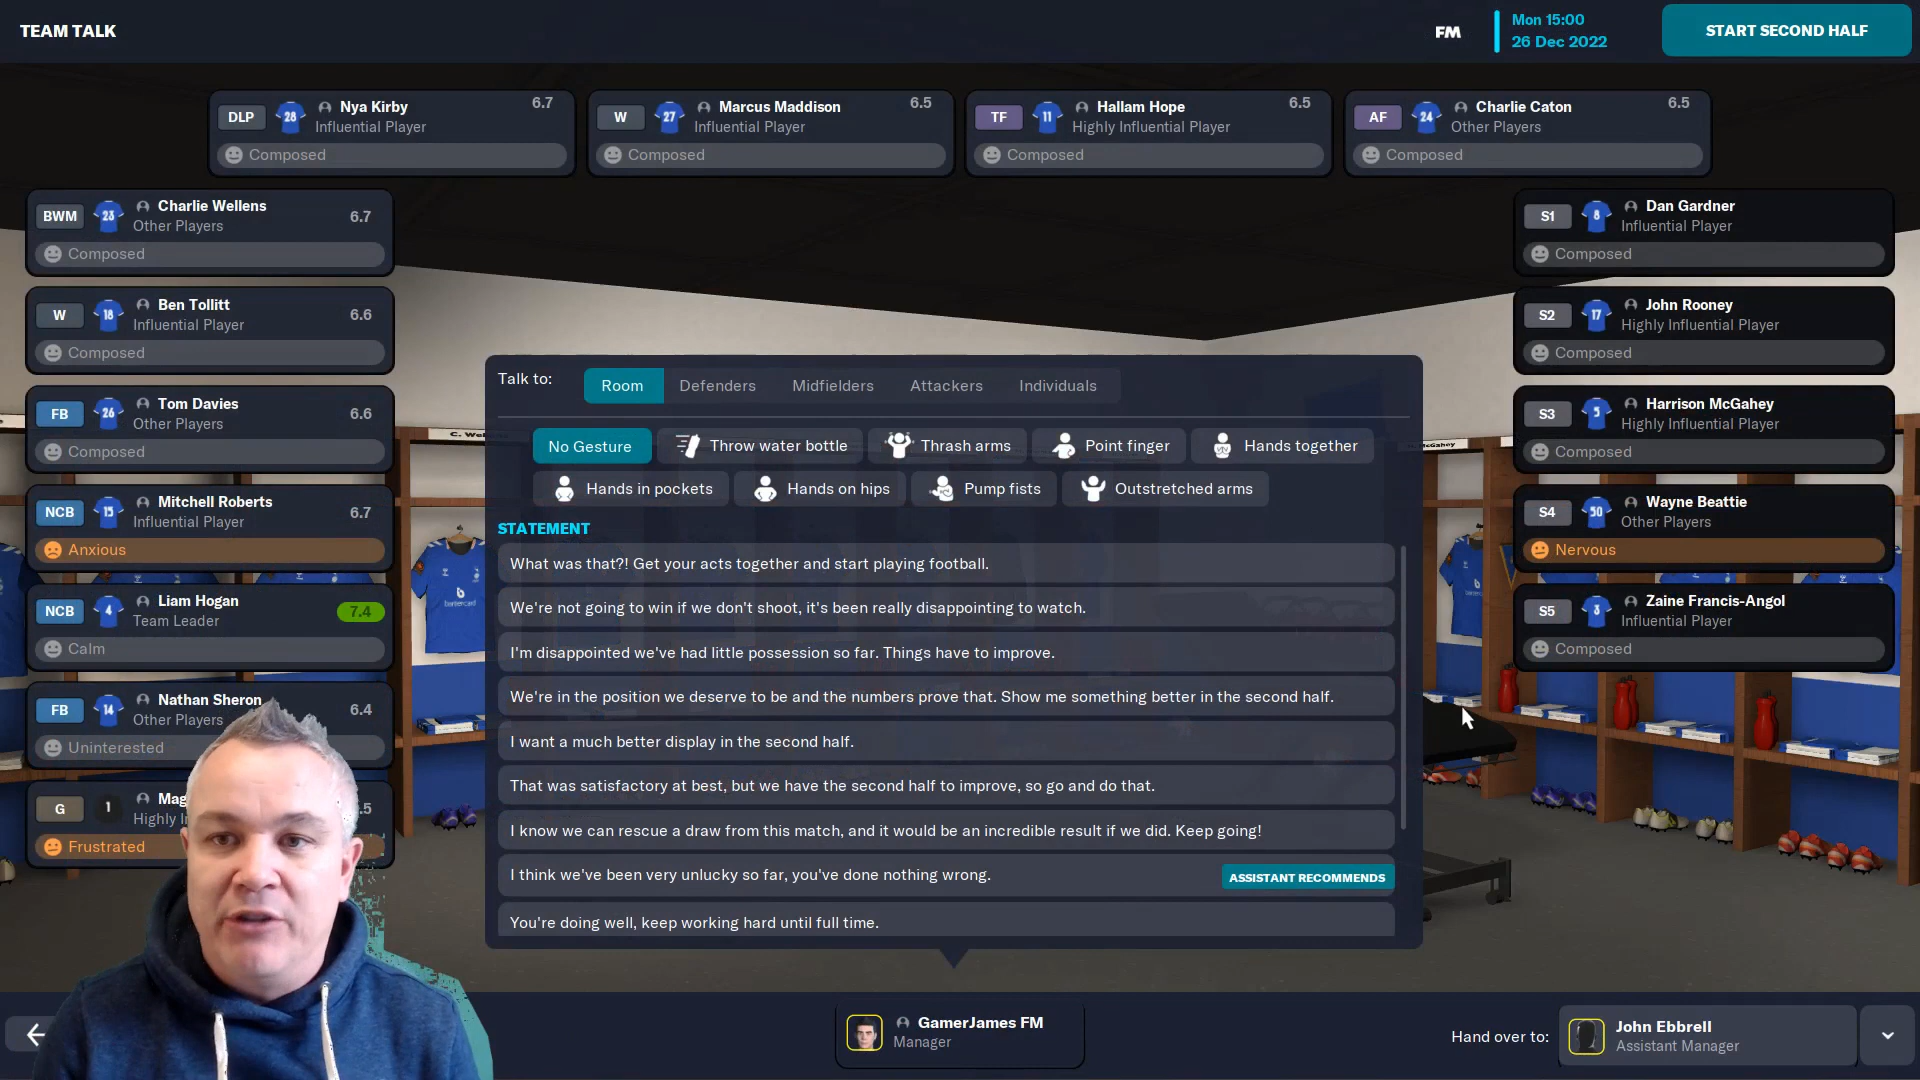 TEAM TALK
FM
Mon 15:00
26 Dec 2022
START SECOND HALF
DLP 28 Nya Kirby 6.7
Influential Player
Composed
W 27 Marcus Maddison 6.5
Influential Player
Composed
TF 11 Hallam Hope 6.5
Highly Influential Player
Composed
AF 24 Charlie Caton 6.5
Other Players
Composed
BWM 23 Charlie Wellens 6.7
Other Players
Composed
W 18 Ben Tollitt 6.6
Influential Player
Composed
FB 26 Tom Davies 6.6
Other Players
Composed
NCB 15 Mitchell Roberts 6.7
Influential Player
Anxious
NCB 4 Liam Hogan 7.4
Team Leader
Calm
FB 14 Nathan Sheron 6.4
Other Players
Uninterested
G 1 Mag .5
Highly In
Frustrated
S1 8 Dan Gardner
Influential Player
Composed
S2 17 John Rooney
Highly Influential Player
Composed
S3 5 Harrison McGahey
Highly Influential Player
Composed
S4 50 Wayne Beattie
Other Players
Nervous
S5 3 Zaine Francis-Angol
Influential Player
Composed
Talk to: Room Defenders Midfielders Attackers Individuals
No Gesture Throw water bottle Thrash arms Point finger Hands together
Hands in pockets Hands on hips Pump fists Outstretched arms
STATEMENT
What was that?! Get your acts together and start playing football.
We're not going to win if we don't shoot, it's been really disappointing to watch.
I'm disappointed we've had little possession so far. Things have to improve.
We're in the position we deserve to be and the numbers prove that. Show me something better in the second half.
I want a much better display in the second half.
That was satisfactory at best, but we have the second half to improve, so go and do that.
I know we can rescue a draw from this match, and it would be an incredible result if we did. Keep going!
I think we've been very unlucky so far, you've done nothing wrong. ASSISTANT RECOMMENDS
You're doing well, keep working hard until full time.
GamerJames FM
Manager
Hand over to: John Ebbrell
Assistant Manager